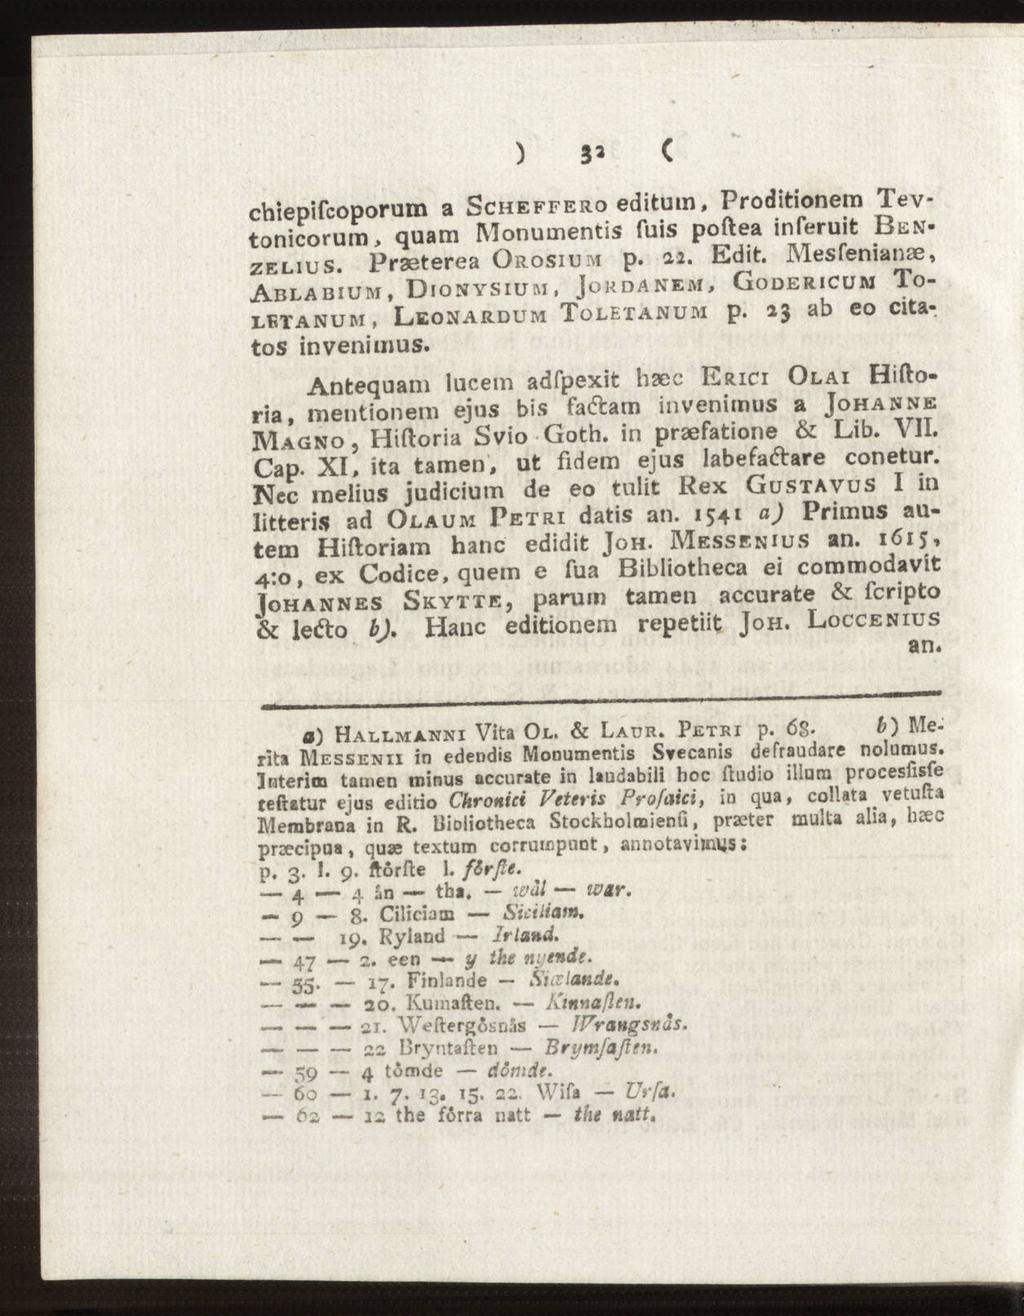 ) 32 (
chiepiſcoporum a SCHEFFERO editum, Proditionem Tev-
tonicorum, quam Monumentis ſuis poſtea inſeruit BEN-
ZELIUS. Præterea OROSIUM p. 22. Edit. Mesſenianæ,
ABLABIUM, DIONYSIUM, JORDANEM, GODERICUM TO-
LETANUM, LEONARDUM TOLETANUM p. 23 ab eo cita-
tos invenimus.
Antequam lucem adſpexit hæc ERICI OLAI Hiſto-
ria, mentionem ejus bis factam invenimus a JOHANNE
MAGNO, Hiſtoria Svio-Goth. in præfatione & Lib. VII.
Cap. XI, ita tamen, ut fidem ejus labefactare conetur.
Nec melius judicium de eo tulit Rex GUSTAVUS I in
litteris ad OLAUM PETRI datis an. 1541 a) Primus au-
tem Hiſtoriam hanc edidit JOH. MESSENIUS an. 1615,
4:o, ex Codice, quem e ſua Bibliotheca ei commodavit
JOHANNES SKYTTE, parum tamen accurate & ſcripto
& lecto b). Hanc editionem repetiit JOH. LOCCENIUS
an.
a) HALLMANNI Vita OL. & LAUR. PETRI p. 68. b) Me-
rita MESSENII in edendis Monumentis Svecanis defraudare nolumus.
Interim tamen minus accurate in laudabili hoc ſtudio illum procesſisſe
teſtatur ejus editio Chronici Veteris Proſaici, in qua, collata vetuſta
Membrana in R. Bibliotheca Stockholmienſi, præter multa alia, hæc
præcipua, quæ textum corrumpunt, annotavimus:
p. 3. l. 9. ſtörſte l. förſte.
— 4 — 4 än — tha. — wäl — war.
— 9 — 8. Ciliciam — Siciliam.
— — 19. Ryland — Irland.
— 47 — 2. een — y the nyende.
— 55. — 17. Finlande — Siælande.
— — — 20. Kumaſten. — Kinnaſten.
— — — 21. Weſtergösnäs — Wrangsnäs.
— — — 22 Bryntaſten — Brymſaſten.
— 59 — 4 tömde — dömde.
— 60 — 1. 7. 13. 15. 22. Wiſa — Urſa.
— 62 — 12 the förra natt — the natt.